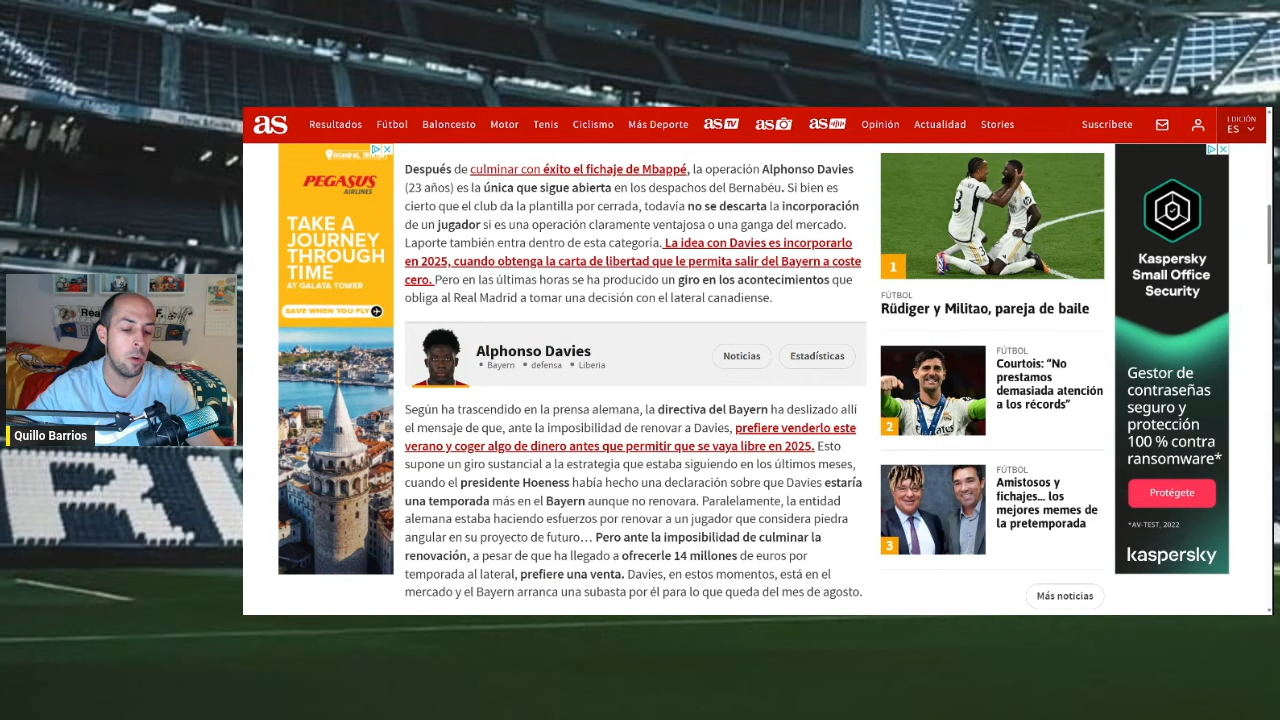 as
Resultados
Fútbol
Baloncesto
Motor
Tenis
Ciclismo
Más Deporte
as TV
as
as
Opinión
Actualidad
Stories
Suscríbete
EDICIÓN
ES
PEGASUS
AIRLINES
TAKE A
JOURNEY
THROUGH
TIME
AT GALATA TOWER
SAVE WHEN YOU FLY
Después de culminar con éxito el fichaje de Mbappé, la operación Alphonso Davies
(23 años) es la única que sigue abierta en los despachos del Bernabéu. Si bien es
cierto que el club da la plantilla por cerrada, todavía no se descarta la incorporación
de un jugador si es una operación claramente ventajosa o una ganga del mercado.
Laporte también entra dentro de esta categoría. La idea con Davies es incorporarlo
en 2025, cuando obtenga la carta de libertad que le permita salir del Bayern a coste
cero. Pero en las últimas horas se ha producido un giro en los acontecimientos que
obliga al Real Madrid a tomar una decisión con el lateral canadiense.
Alphonso Davies
Bayern
defensa
Liberia
Noticias
Estadísticas
Según ha trascendido en la prensa alemana, la directiva del Bayern ha deslizado allí
el mensaje de que, ante la imposibilidad de renovar a Davies, prefiere venderlo este
verano y coger algo de dinero antes que permitir que se vaya libre en 2025. Esto
supone un giro sustancial a la estrategia que estaba siguiendo en los últimos meses,
cuando el presidente Hoeness había hecho una declaración sobre que Davies estaría
una temporada más en el Bayern aunque no renovara. Paralelamente, la entidad
alemana estaba haciendo esfuerzos por renovar a un jugador que considera piedra
angular en su proyecto de futuro... Pero ante la imposibilidad de culminar la
renovación, a pesar de que ha llegado a ofrecerle 14 millones de euros por
temporada al lateral, prefiere una venta. Davies, en estos momentos, está en el
mercado y el Bayern arranca una subasta por él para lo que queda del mes de agosto.
1
FÚTBOL
Rüdiger y Militao, pareja de baile
2
FÚTBOL
Courtois: “No
prestamos
demasiada atención
a los récords”
3
FÚTBOL
Amistosos y
fichajes... los
mejores memes de
la pretemporada
Más noticias
Kaspersky
Small Office
Security
Gestor de
contraseñas
seguro y
protección
100 % contra
ransomware*
Protégete
*AV-TEST, 2022
kaspersky
Quillo Barrios